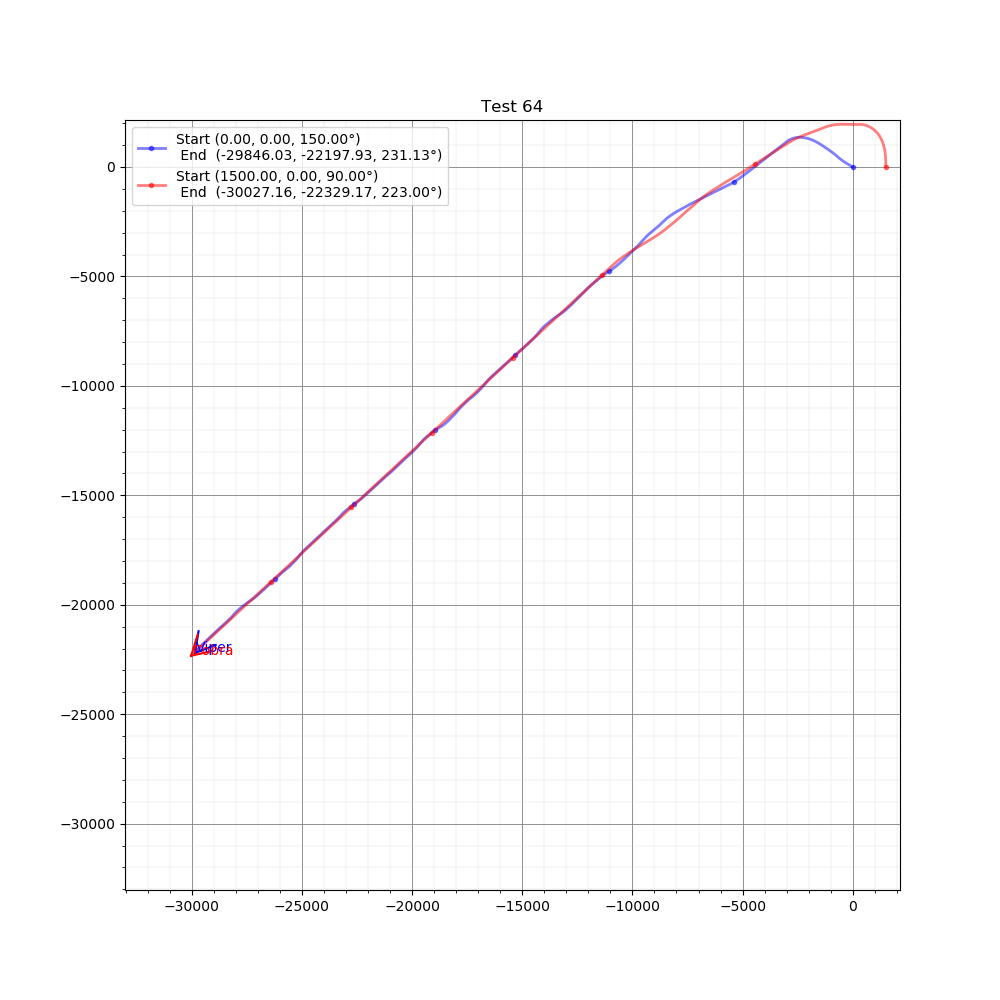 Test 64
Start (0.00, 0.00, 150.00°)
End (-29846.03, -22197.93, 231.13°)
Start (1500.00, 0.00, 90.00°)
End (-30027.16, -22329.17, 223.00°)
0
−5000
−10000
−15000
−20000
−25000
−30000
−30000 −25000 −20000 −15000 −10000 −5000 0